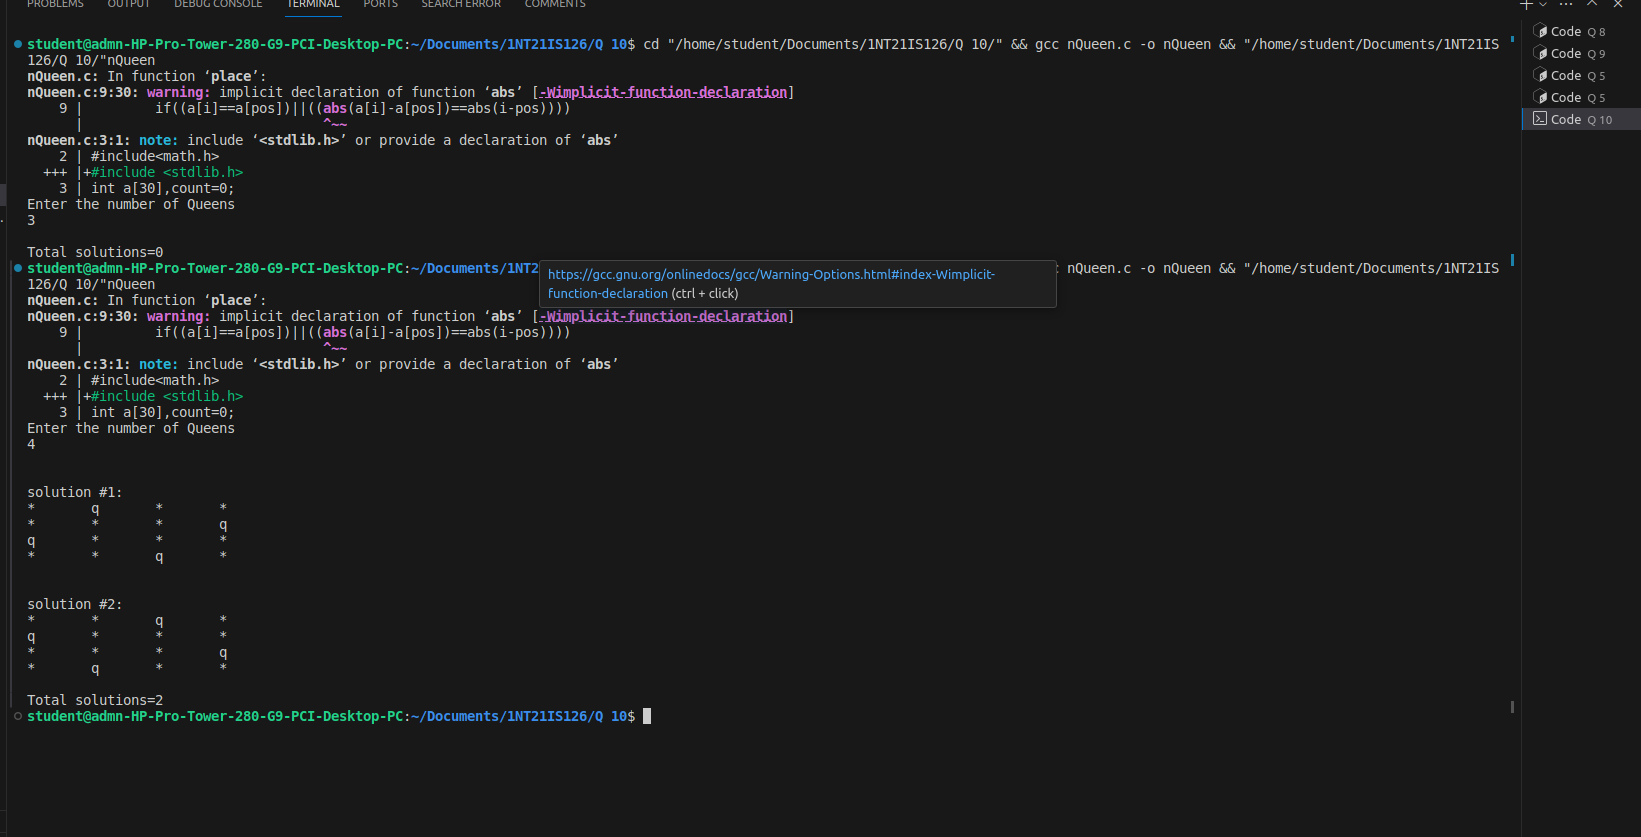 PROBLEMS OUTPUT DEBUG CONSOLE TERMINAL PORTS SEARCH ERROR COMMENTS
student@admn-HP-Pro-Tower-280-G9-PCI-Desktop-PC:~/Documents/1NT21IS126/Q 10$ cd "/home/student/Documents/1NT21IS126/Q 10/" && gcc nQueen.c -o nQueen && "/home/student/Documents/1NT21IS
126/Q 10/"nQueen
nQueen.c: In function ‘place’:
nQueen.c:9:30: warning: implicit declaration of function ‘abs’ [-Wimplicit-function-declaration]
    9 |         if((a[i]==a[pos])||((abs(a[i]-a[pos])==abs(i-pos))))
      |                              ^~~
nQueen.c:3:1: note: include ‘<stdlib.h>’ or provide a declaration of ‘abs’
    2 | #include<math.h>
  +++ |+#include <stdlib.h>
    3 | int a[30],count=0;
Enter the number of Queens
3
Total solutions=0
student@admn-HP-Pro-Tower-280-G9-PCI-Desktop-PC:~/Documents/1NT2 nQueen.c -o nQueen && "/home/student/Documents/1NT21IS
https://gcc.gnu.org/onlinedocs/gcc/Warning-Options.html#index-Wimplicit-
function-declaration (ctrl + click)
126/Q 10/"nQueen
nQueen.c: In function ‘place’:
nQueen.c:9:30: warning: implicit declaration of function ‘abs’ [-Wimplicit-function-declaration]
    9 |         if((a[i]==a[pos])||((abs(a[i]-a[pos])==abs(i-pos))))
      |                              ^~~
nQueen.c:3:1: note: include ‘<stdlib.h>’ or provide a declaration of ‘abs’
    2 | #include<math.h>
  +++ |+#include <stdlib.h>
    3 | int a[30],count=0;
Enter the number of Queens
4
solution #1:
*       q       *       *
*       *       *       q
q       *       *       *
*       *       q       *
solution #2:
*       *       q       *
q       *       *       *
*       *       *       q
*       q       *       *
Total solutions=2
student@admn-HP-Pro-Tower-280-G9-PCI-Desktop-PC:~/Documents/1NT21IS126/Q 10$
Code Q 8
Code Q 9
Code Q 5
Code Q 5
Code Q 10